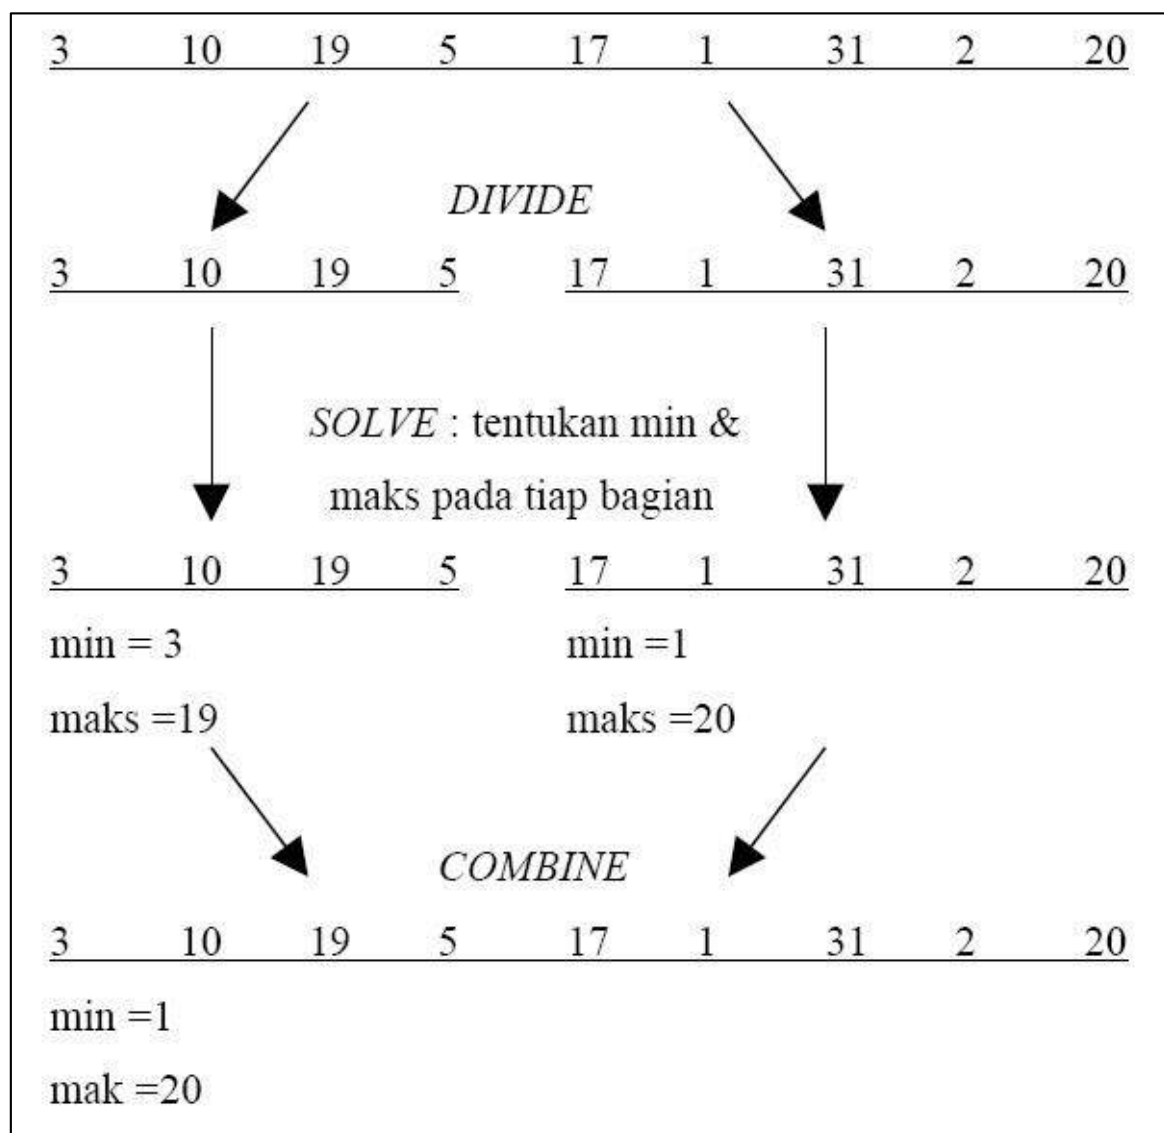 3 10 19 5 17 1 31 2 20
DIVIDE
3 10 19 5 17 1 31 2 20
SOLVE : tentukan min &
maks pada tiap bagian
3 10 19 5 17 1 31 2 20
min = 3 min =1
maks =19 maks =20
COMBINE
3 10 19 5 17 1 31 2 20
min =1
mak =20